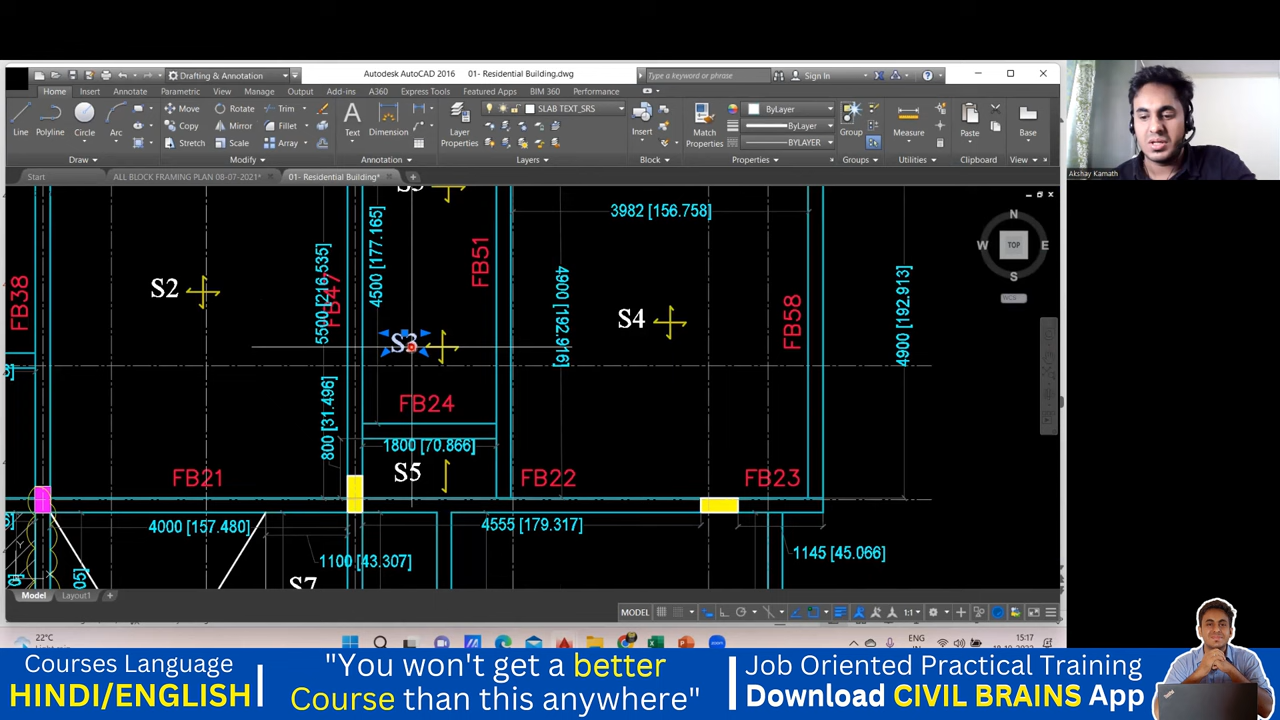 Autodesk AutoCAD 2016 01- Residential Building.dwg
Drafting & Annotation
Type a keyword or phrase
Sign In
Home Insert Annotate Parametric View Manage Output Add-ins A360 Express Tools Featured Apps BIM 360 Performance
Line Polyline Circle Arc
Move Rotate Trim
Copy Mirror Fillet
Stretch Scale Array
Text Dimension
Layer Properties
SLAB TEXT_SRS
Insert
Match Properties
ByLayer
ByLayer
BYLAYER
Group
Measure
Paste
Base
Draw Modify Annotation Layers Block Properties Groups Utilities Clipboard View
Start ALL BLOCK FRAMING PLAN 08-07-2021* 01- Residential Building*
Akshay Kamath
3982 [156.758]
4500 [177.165]
FB51
N
W TOP E
S
WCS
FB38
S2
5500 [216.535]
FB47
4900 [192.916]
S4
FB58
4900 [192.913]
S3
FB24
800 [31.496]
1800 [70.866]
S5
FB21
FB22
FB23
4000 [157.480]
4555 [179.317]
1100 [43.307]
1145 [45.066]
S7
Model Layout1
MODEL
1:1
22°C
ENG
15:17
Courses Language
HINDI/ENGLISH
"You won't get a better
Course than this anywhere"
Job Oriented Practical Training
Download CIVIL BRAINS App